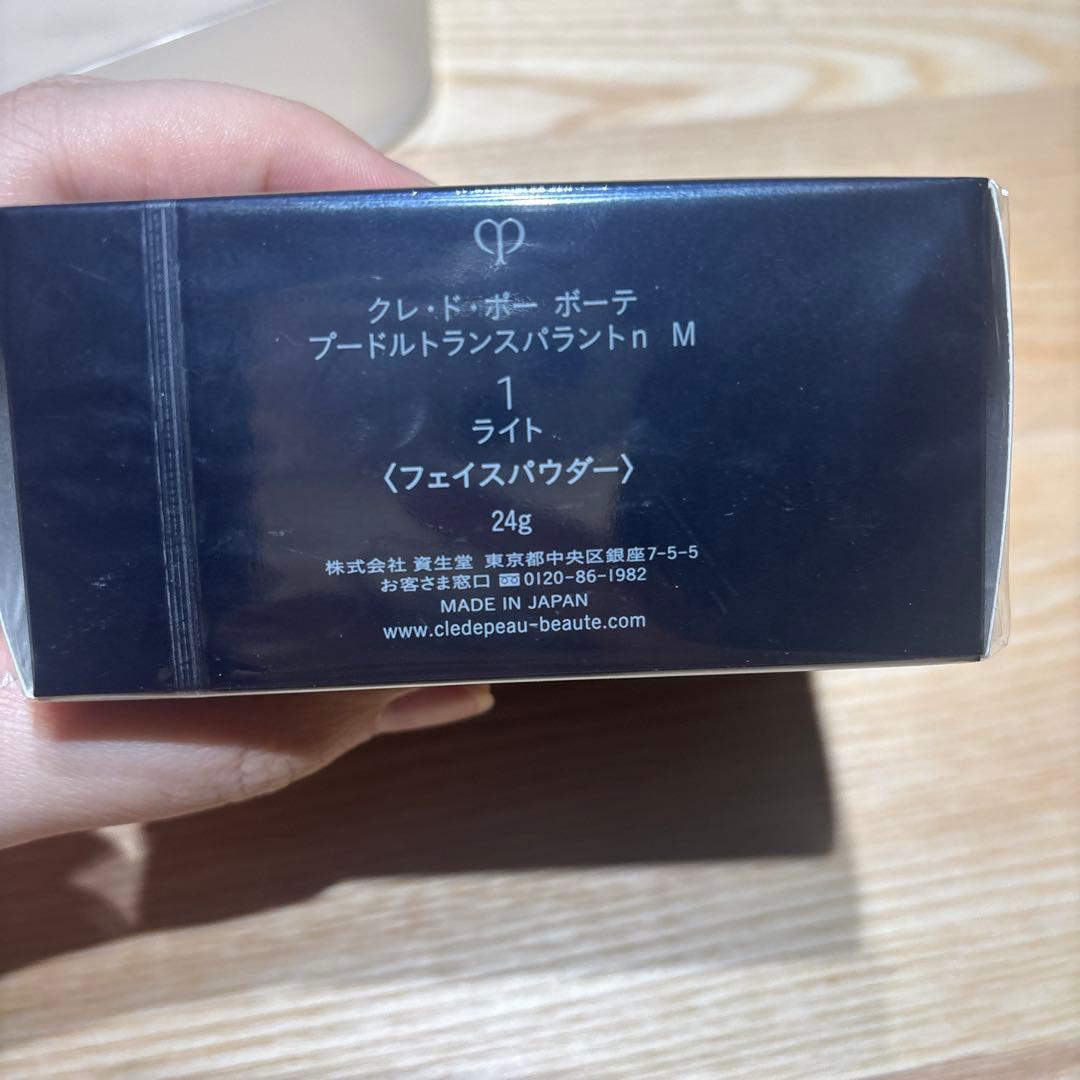 クレ・ド・ポー ボーテ
プードルトランスパラントn M
1
ライト
〈フェイスパウダー〉
24g
株式会社 資生堂 東京都中央区銀座7-5-5
お客さま窓口 0120-86-1982
MADE IN JAPAN
www.cledepeau-beaute.com